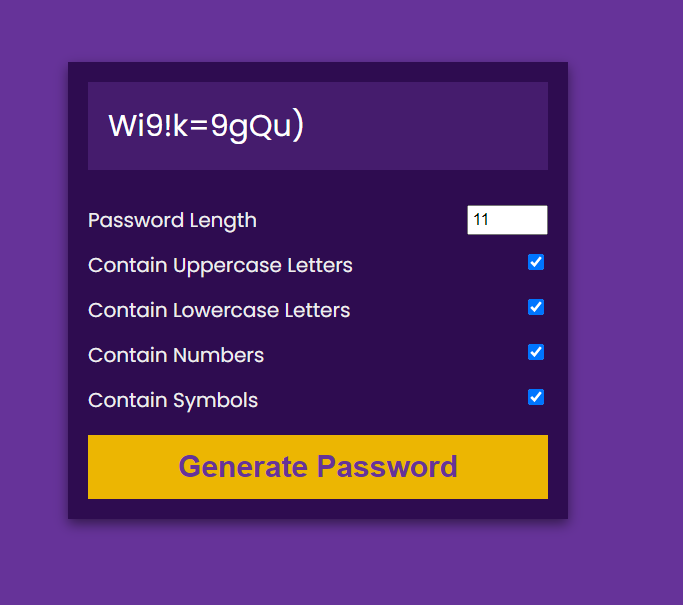 Wi9!k=9gQu)
Password Length
11
Contain Uppercase Letters
Contain Lowercase Letters
Contain Numbers
Contain Symbols
Generate Password